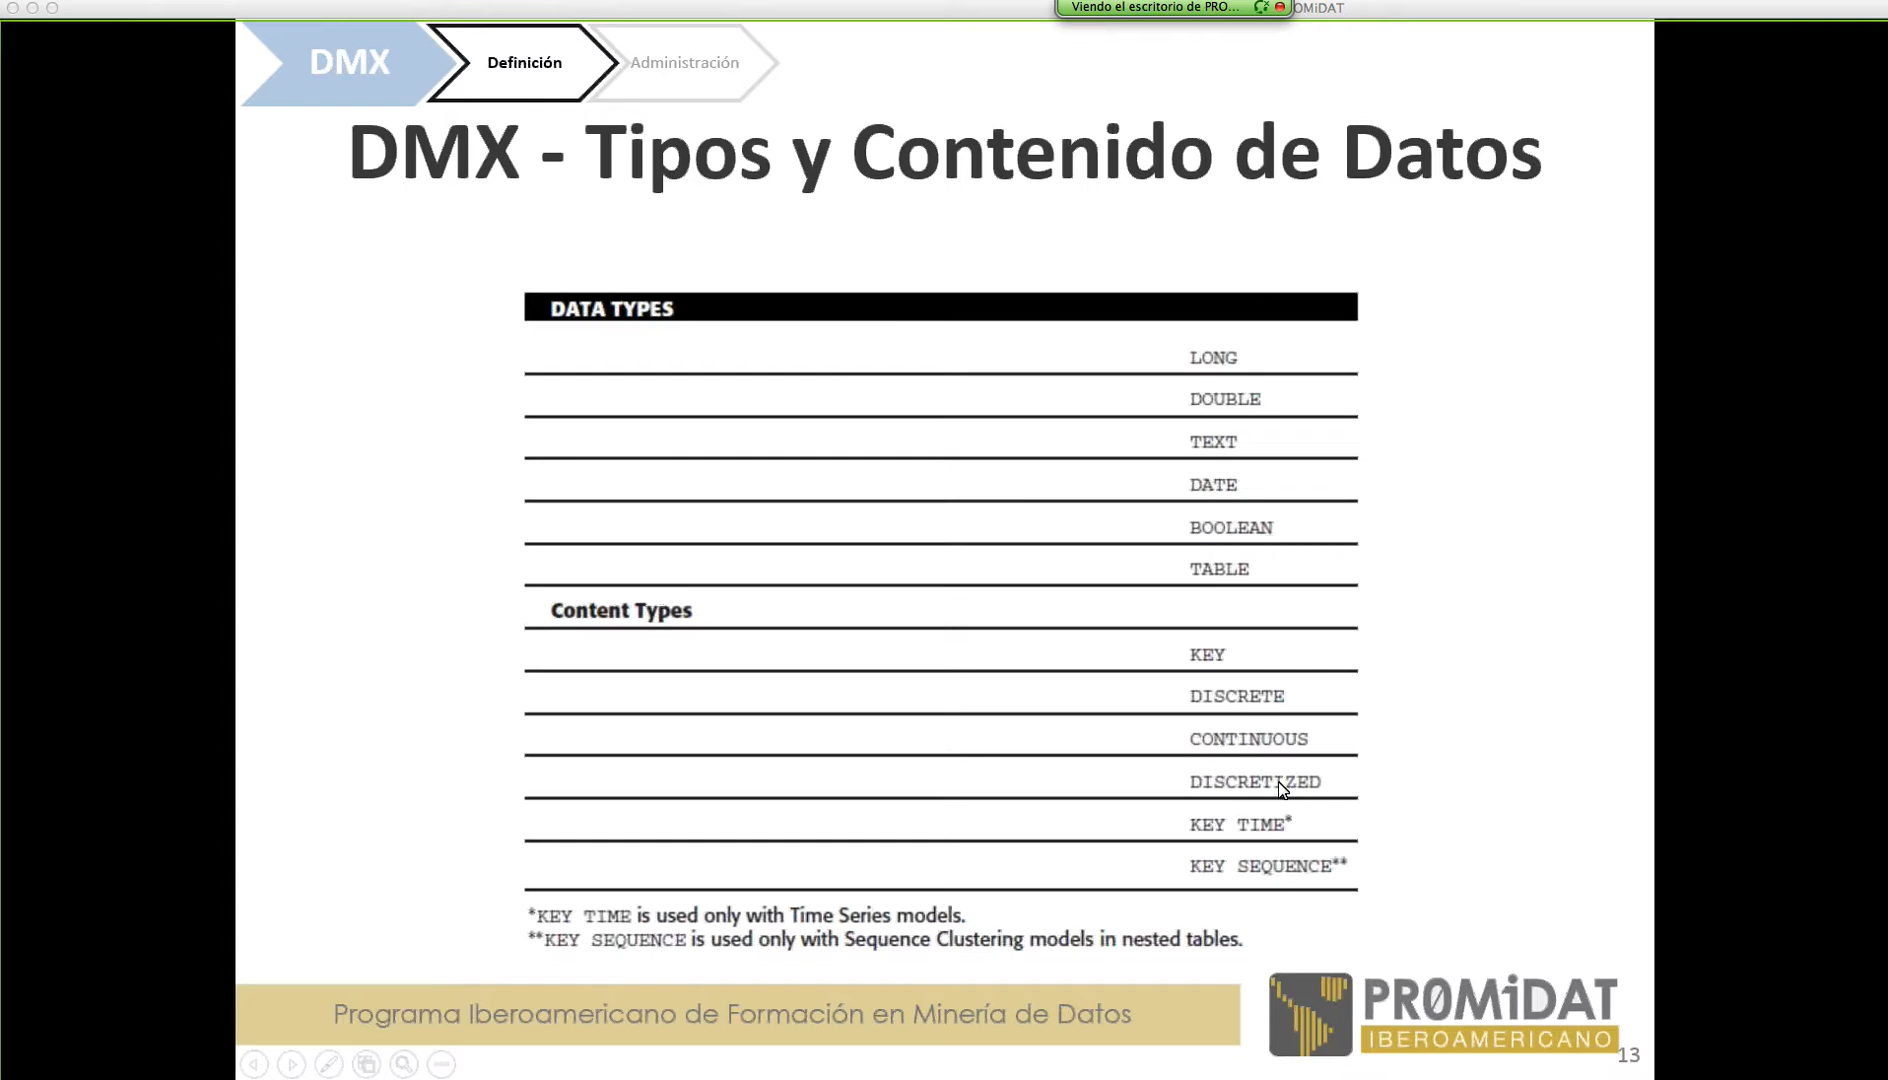 Viendo el escritorio de PRO...
OMiDAT
DMX
Definición
Administración
DMX - Tipos y Contenido de Datos
DATA TYPES
LONG
DOUBLE
TEXT
DATE
BOOLEAN
TABLE
Content Types
KEY
DISCRETE
CONTINUOUS
DISCRETIZED
KEY TIME*
KEY SEQUENCE**
*KEY TIME is used only with Time Series models.
**KEY SEQUENCE is used only with Sequence Clustering models in nested tables.
Programa Iberoamericano de Formación en Minería de Datos
PR0MiDAT
IBEROAMERICANO
13